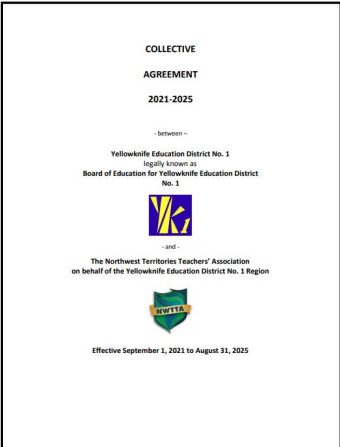 COLLECTIVE
AGREEMENT
2021-2025
- between –
Yellowknife Education District No. 1
legally known as
Board of Education for Yellowknife Education District
No. 1
YK1
- and -
The Northwest Territories Teachers' Association
on behalf of the Yellowknife Education District No. 1 Region
NWTTA
Effective September 1, 2021 to August 31, 2025